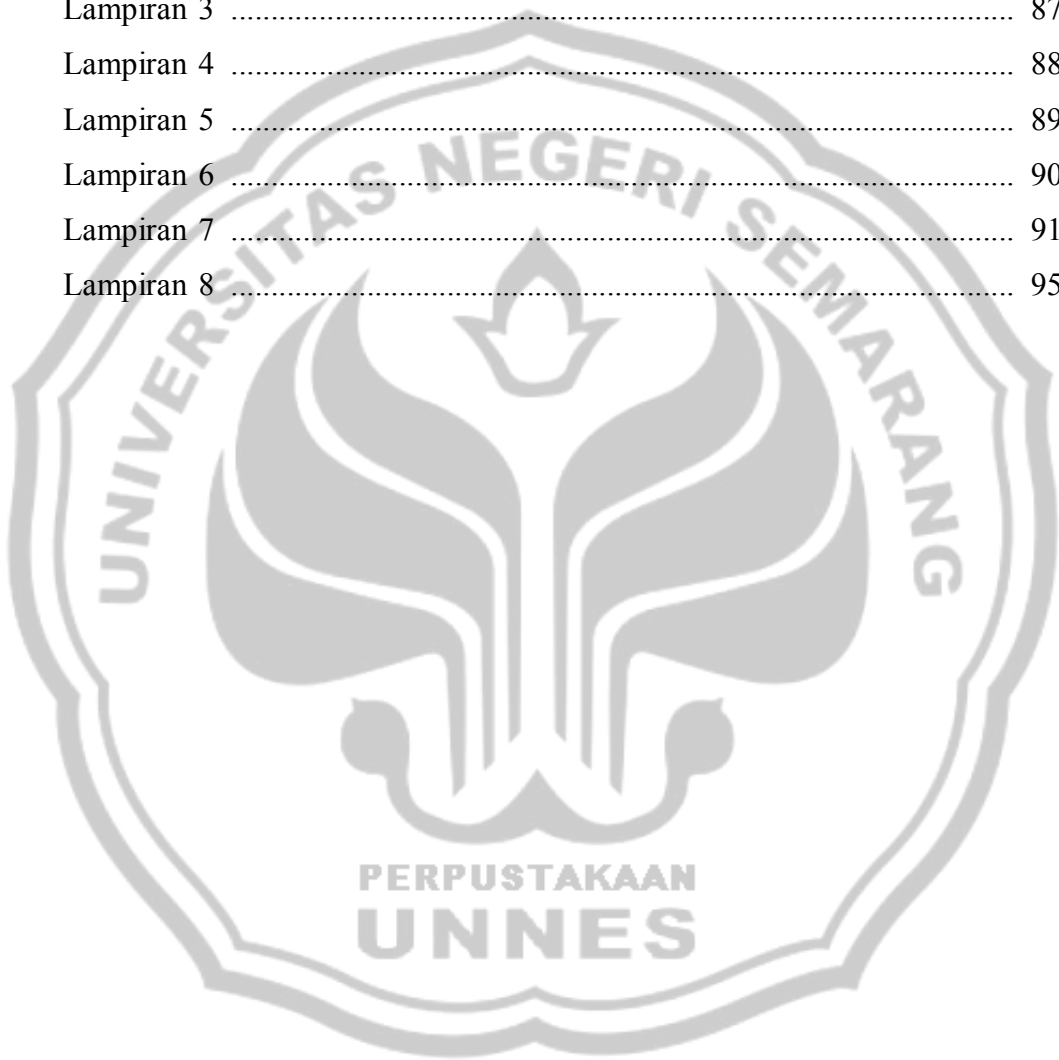 Lampiran 3 ........................................................................................................ 87
Lampiran 4 ........................................................................................................ 88
Lampiran 5 ........................................................................................................ 89
Lampiran 6 ........................................................................................................ 90
Lampiran 7 ........................................................................................................ 91
Lampiran 8 ........................................................................................................ 95
UNIVERSITAS NEGERI SEMARANG
PERPUSTAKAAN
UNNES